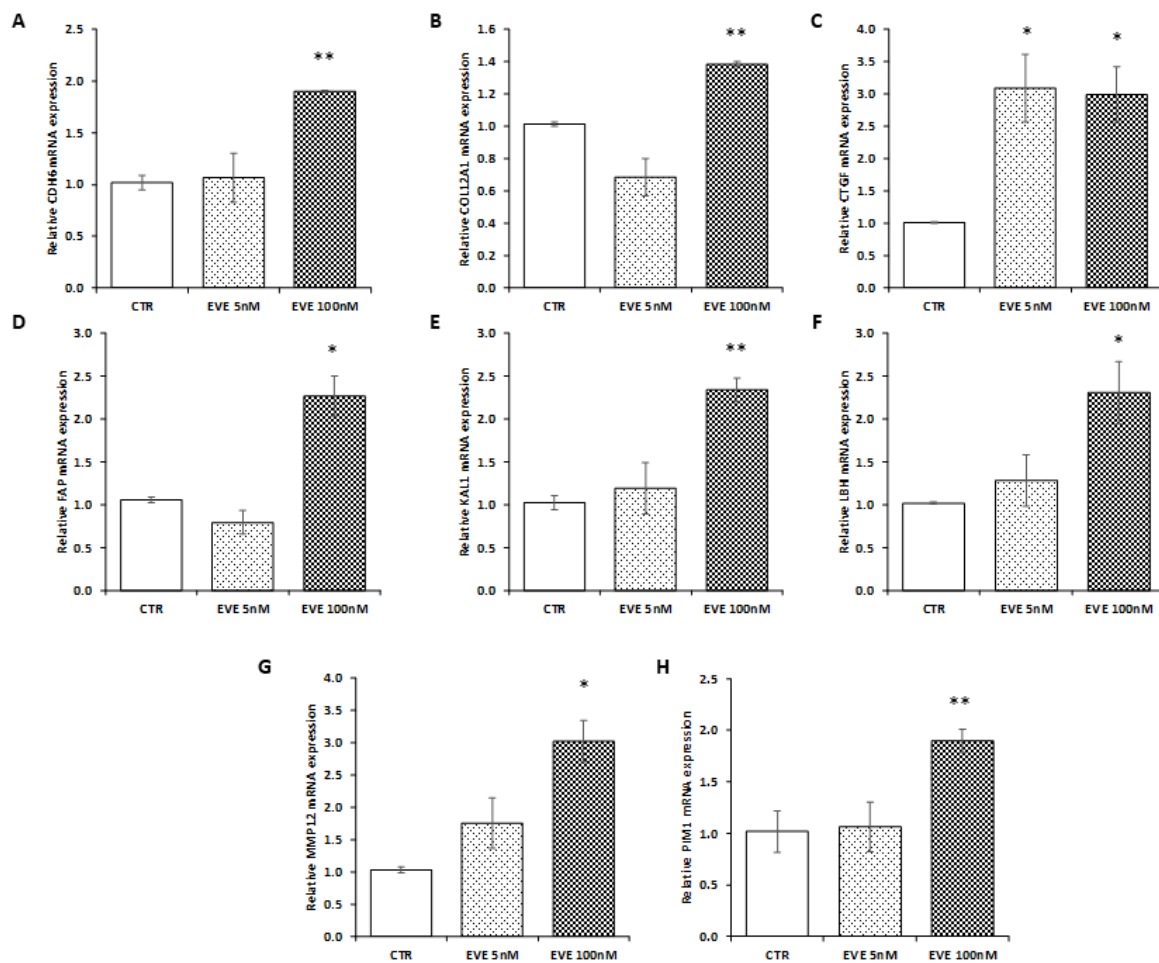 A
Relative CDH6 mRNA expression
2.5
2.0
1.5
1.0
0.5
0.0
**
CTR EVE 5nM EVE 100nM
B
Relative COL12A1 mRNA expression
1.6
1.4
1.2
1.0
0.8
0.6
0.4
0.2
0.0
**
CTR EVE 5nM EVE 100nM
C
Relative CTGF mRNA expression
4.0
3.5
3.0
2.5
2.0
1.5
1.0
0.5
0.0
* *
CTR EVE 5nM EVE 100nM
D
Relative FAP mRNA expression
3.0
2.5
2.0
1.5
1.0
0.5
0.0
*
CTR EVE 5nM EVE 100nM
E
Relative KAL1 mRNA expression
3.0
2.5
2.0
1.5
1.0
0.5
0.0
**
CTR EVE 5nM EVE 100nM
F
Relative LBH mRNA expression
3.0
2.5
2.0
1.5
1.0
0.5
0.0
*
CTR EVE 5nM EVE 100nM
G
Relative MMP12 mRNA expression
4.0
3.5
3.0
2.5
2.0
1.5
1.0
0.5
0.0
*
CTR EVE 5nM EVE 100nM
H
Relative PIM1 mRNA expression
2.5
2.0
1.5
1.0
0.5
0.0
**
CTR EVE 5nM EVE 100nM